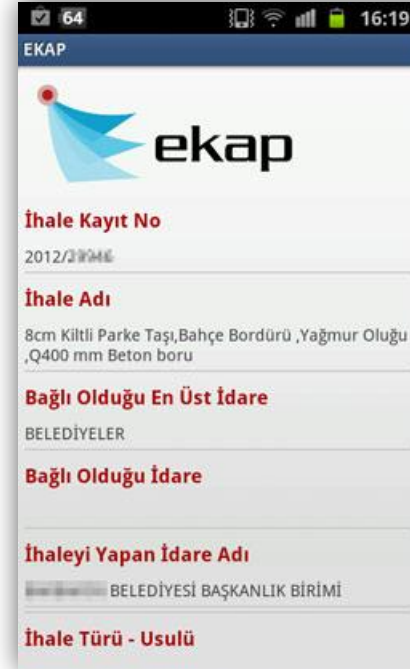 64 16:19
EKAP
ekap
İhale Kayıt No
2012/
İhale Adı
8cm Kiltli Parke Taşı,Bahçe Bordürü ,Yağmur Oluğu
,Q400 mm Beton boru
Bağlı Olduğu En Üst İdare
BELEDİYELER
Bağlı Olduğu İdare
İhaleyi Yapan İdare Adı
BELEDİYESİ BAŞKANLIK BİRİMİ
İhale Türü - Usulü